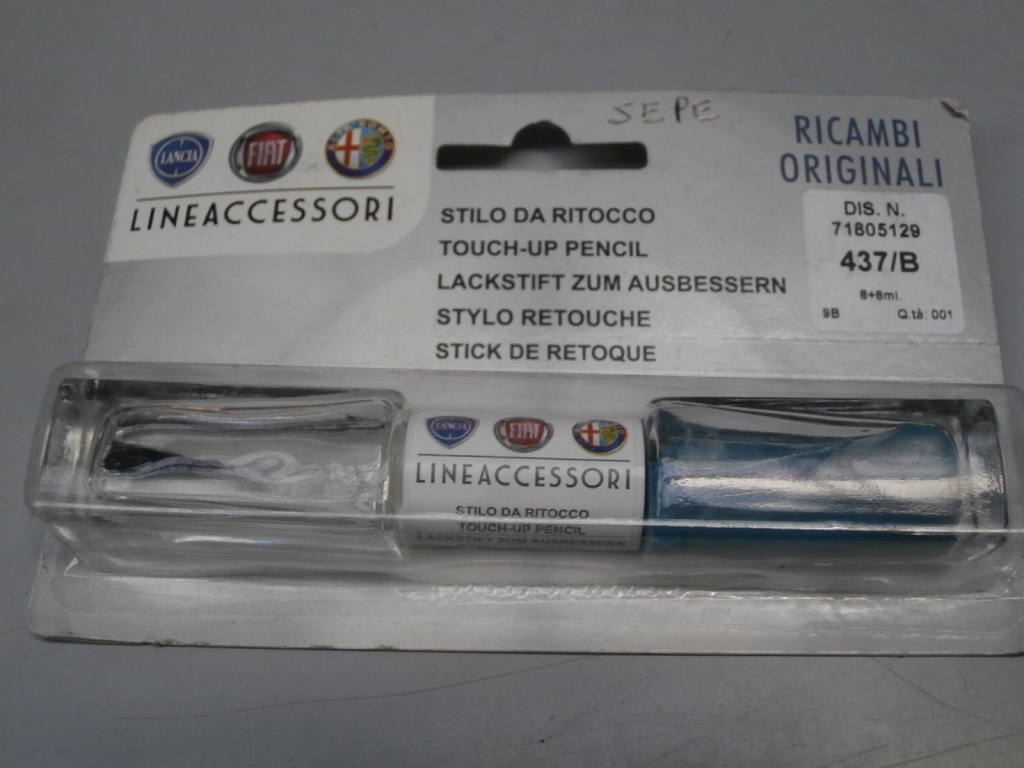 SEPE
LANCIA FIAT ALFA ROMEO
LINEACCESSORI
RICAMBI
ORIGINALI
STILO DA RITOCCO
TOUCH-UP PENCIL
LACKSTIFT ZUM AUSBESSERN
STYLO RETOUCHE
STICK DE RETOQUE
DIS. N.
71805129
437/B
8+8ml.
9B Q.tà: 001
LANCIA FIAT
LINEACCESSORI
STILO DA RITOCCO
TOUCH-UP PENCIL
LACKSTIFT ZUM AUSBESSERN